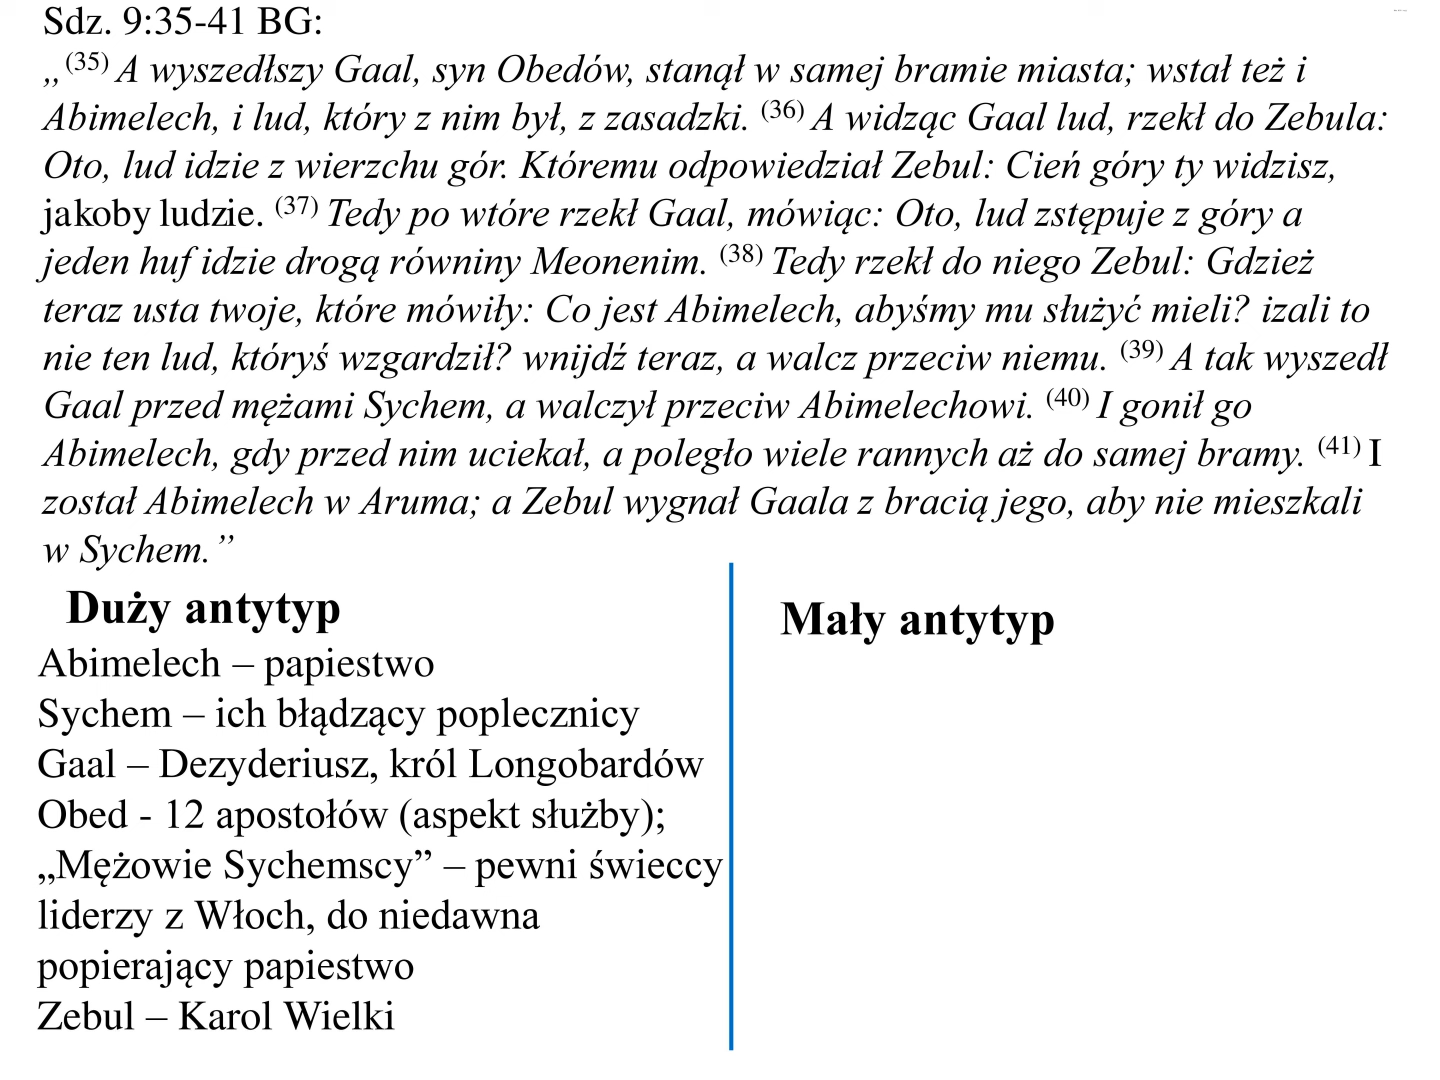 Sdz. 9:35-41 BG:
„(35) A wyszedłszy Gaal, syn Obedów, stanął w samej bramie miasta; wstał też i
Abimelech, i lud, który z nim był, z zasadzki. (36) A widząc Gaal lud, rzekł do Zebula:
Oto, lud idzie z wierzchu gór. Któremu odpowiedział Zebul: Cień góry ty widzisz,
jakoby ludzie. (37) Tedy po wtóre rzekł Gaal, mówiąc: Oto, lud zstępuje z góry a
jeden huf idzie drogą równiny Meonenim. (38) Tedy rzekł do niego Zebul: Gdzież
teraz usta twoje, które mówiły: Co jest Abimelech, abyśmy mu służyć mieli? izali to
nie ten lud, któryś wzgardził? wnijdź teraz, a walcz przeciw niemu. (39) A tak wyszedł
Gaal przed mężami Sychem, a walczył przeciw Abimelechowi. (40) I gonił go
Abimelech, gdy przed nim uciekał, a poległo wiele rannych aż do samej bramy. (41) I
został Abimelech w Aruma; a Zebul wygnał Gaala z bracią jego, aby nie mieszkali
w Sychem.”
Duży antytyp
Abimelech – papiestwo
Sychem – ich błądzący poplecznicy
Gaal – Dezyderiusz, król Longobardów
Obed - 12 apostołów (aspekt służby);
„Mężowie Sychemscy” – pewni świeccy
liderzy z Włoch, do niedawna
popierający papiestwo
Zebul – Karol Wielki
Mały antytyp